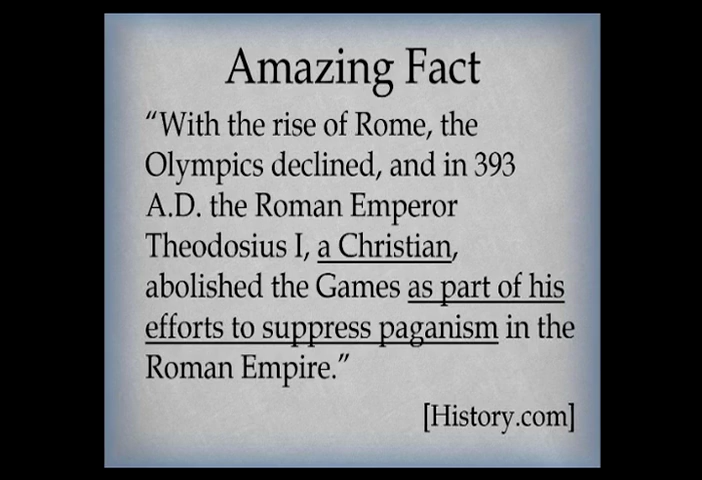 Amazing Fact
“With the rise of Rome, the
Olympics declined, and in 393
A.D. the Roman Emperor
Theodosius I, a Christian,
abolished the Games as part of his
efforts to suppress paganism in the
Roman Empire.”
[History.com]